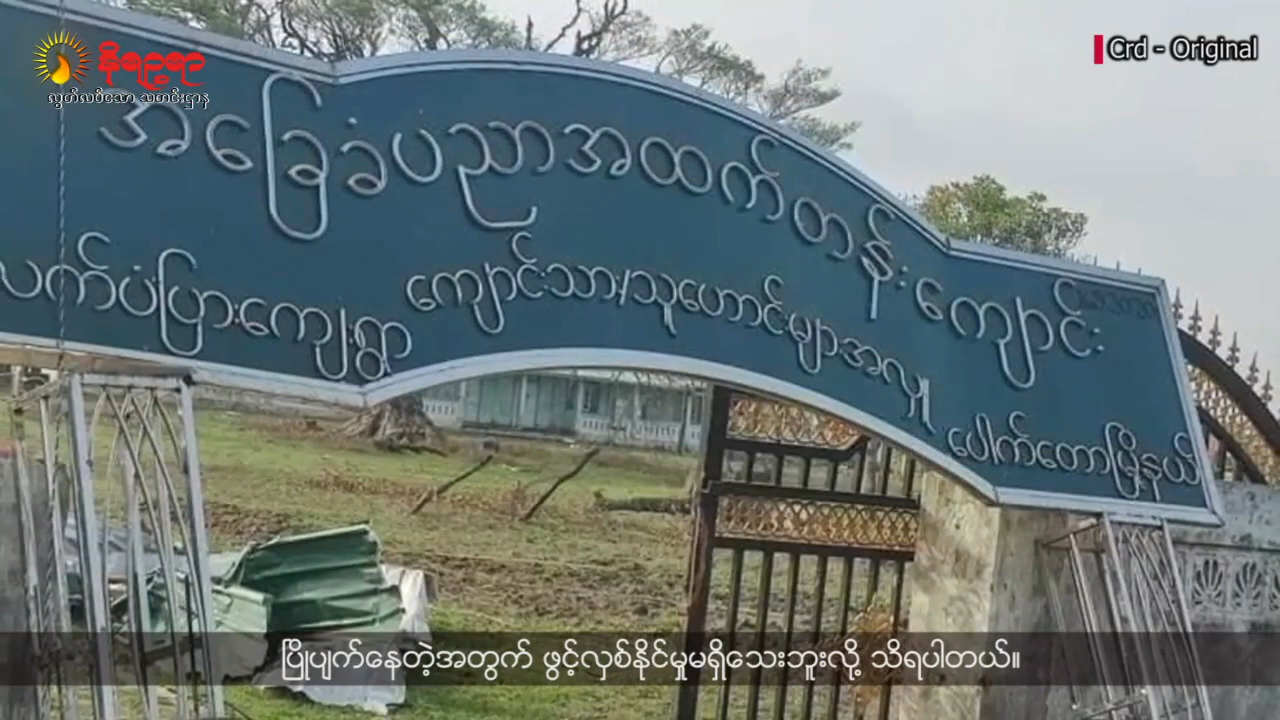 နိရဥ္စရာ
လွတ်လပ်သော သတင်းဌာန
Crd - Original
အခြေခံပညာအထက်တန်းကျောင်း
လက်ပံပြားကျေးရွာ
ကျောင်းသား/သူဟောင်းများအလှူ
ပေါက်တောမြို့နယ်
ပြိုပျက်နေတဲ့အတွက် ဖွင့်လှစ်နိုင်မှုမရှိသေးဘူးလို့ သိရပါတယ်။